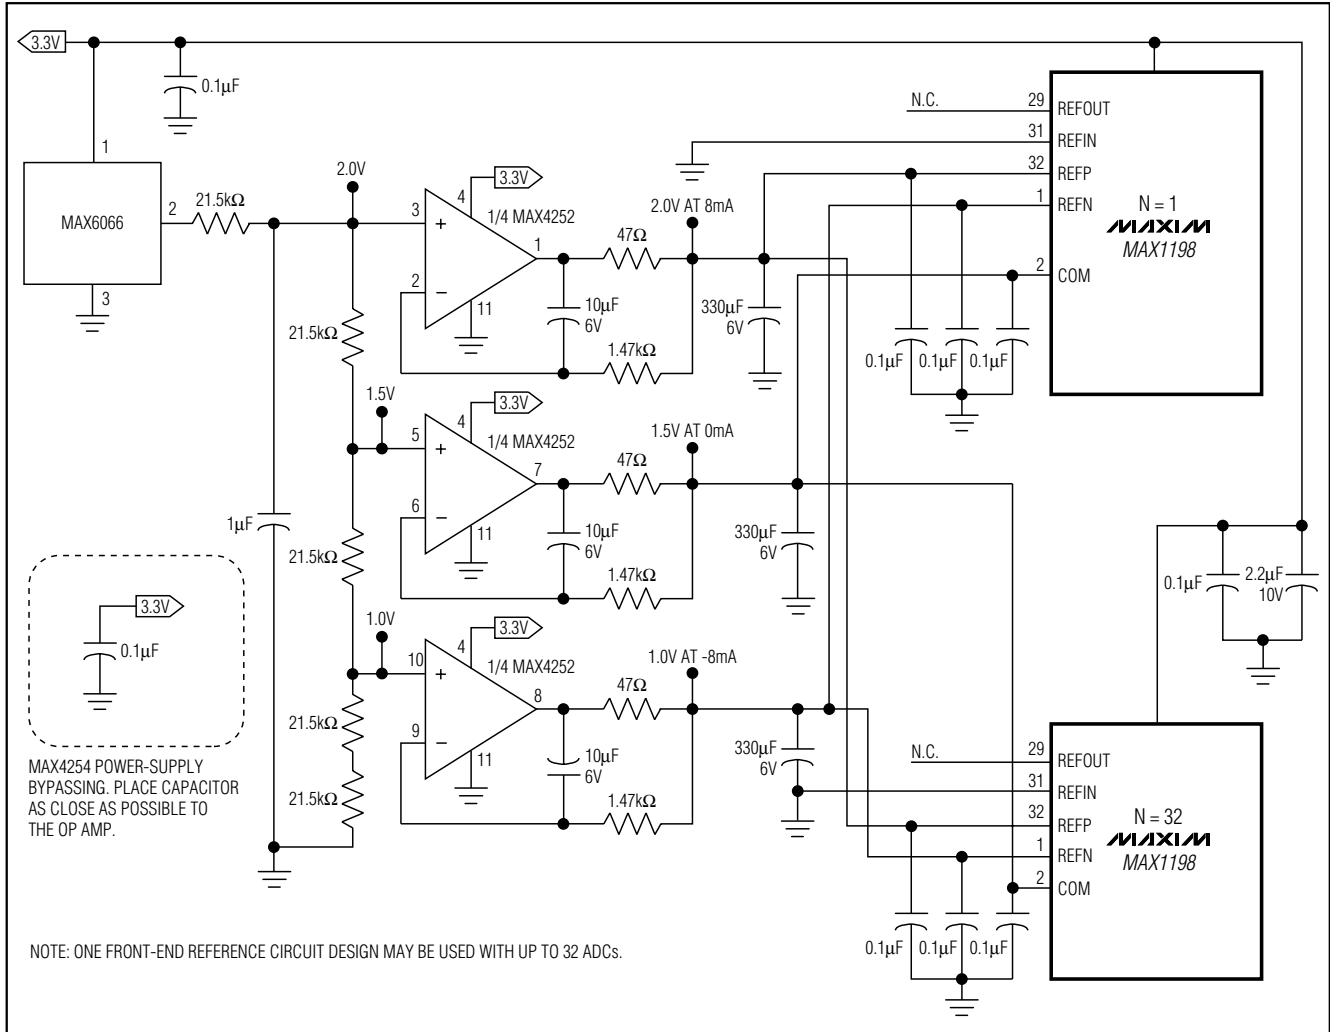 3.3V
0.1µF
1
MAX6066
2
21.5kΩ
3
2.0V
3
2
+
−
4
3.3V
1/4 MAX4252
1
11
47Ω
10µF
6V
1.47kΩ
2.0V AT 8mA
330µF
6V
21.5kΩ
1.5V
5
6
+
−
4
3.3V
1/4 MAX4252
7
11
47Ω
10µF
6V
1.47kΩ
1.5V AT 0mA
330µF
6V
1µF
21.5kΩ
1.0V
10
9
+
−
4
3.3V
1/4 MAX4252
8
11
47Ω
10µF
6V
1.47kΩ
1.0V AT -8mA
330µF
6V
21.5kΩ
21.5kΩ
3.3V
0.1µF
MAX4254 POWER-SUPPLY
BYPASSING. PLACE CAPACITOR
AS CLOSE AS POSSIBLE TO
THE OP AMP.
N.C.
29 REFOUT
31 REFIN
32 REFP
1 REFN
2 COM
N = 1
MAXIM
MAX1198
0.1µF 0.1µF 0.1µF
0.1µF
2.2µF
10V
N.C.
29 REFOUT
31 REFIN
32 REFP
1 REFN
2 COM
N = 32
MAXIM
MAX1198
0.1µF 0.1µF 0.1µF
NOTE: ONE FRONT-END REFERENCE CIRCUIT DESIGN MAY BE USED WITH UP TO 32 ADCs.